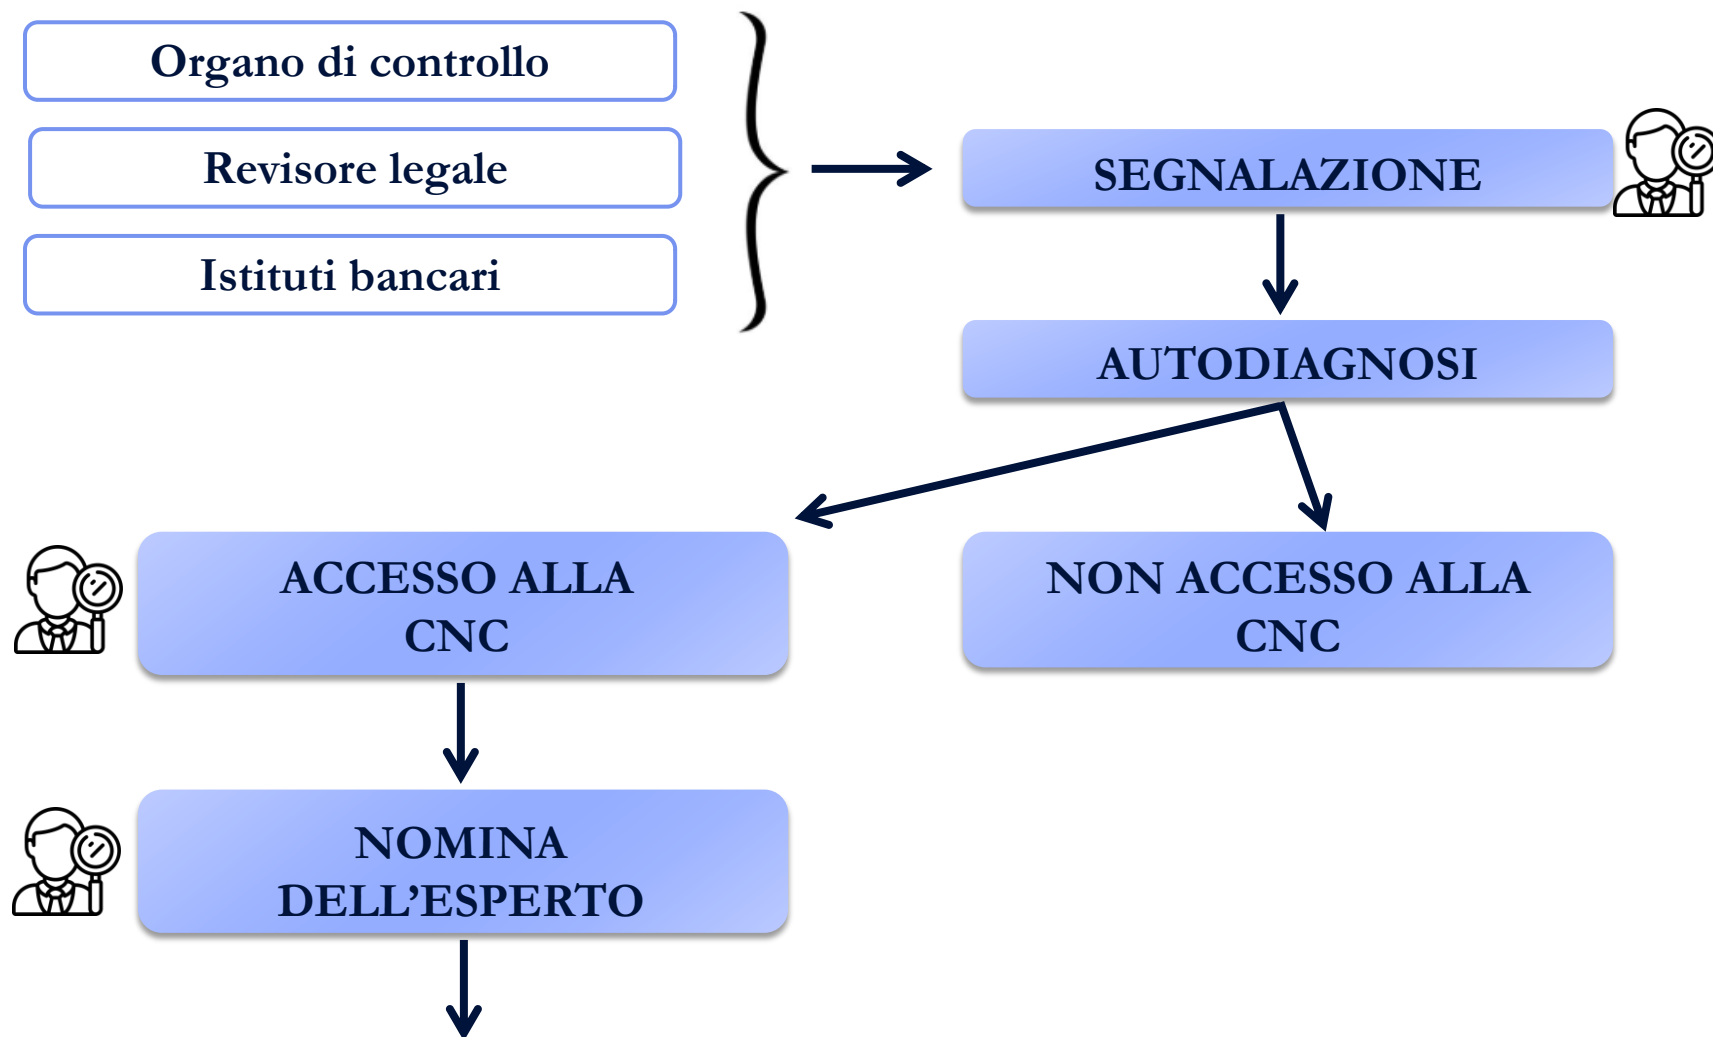 Organo di controllo
Revisore legale
Istituti bancari
SEGNALAZIONE
AUTODIAGNOSI
ACCESSO ALLA
CNC
NON ACCESSO ALLA
CNC
NOMINA
DELL’ESPERTO